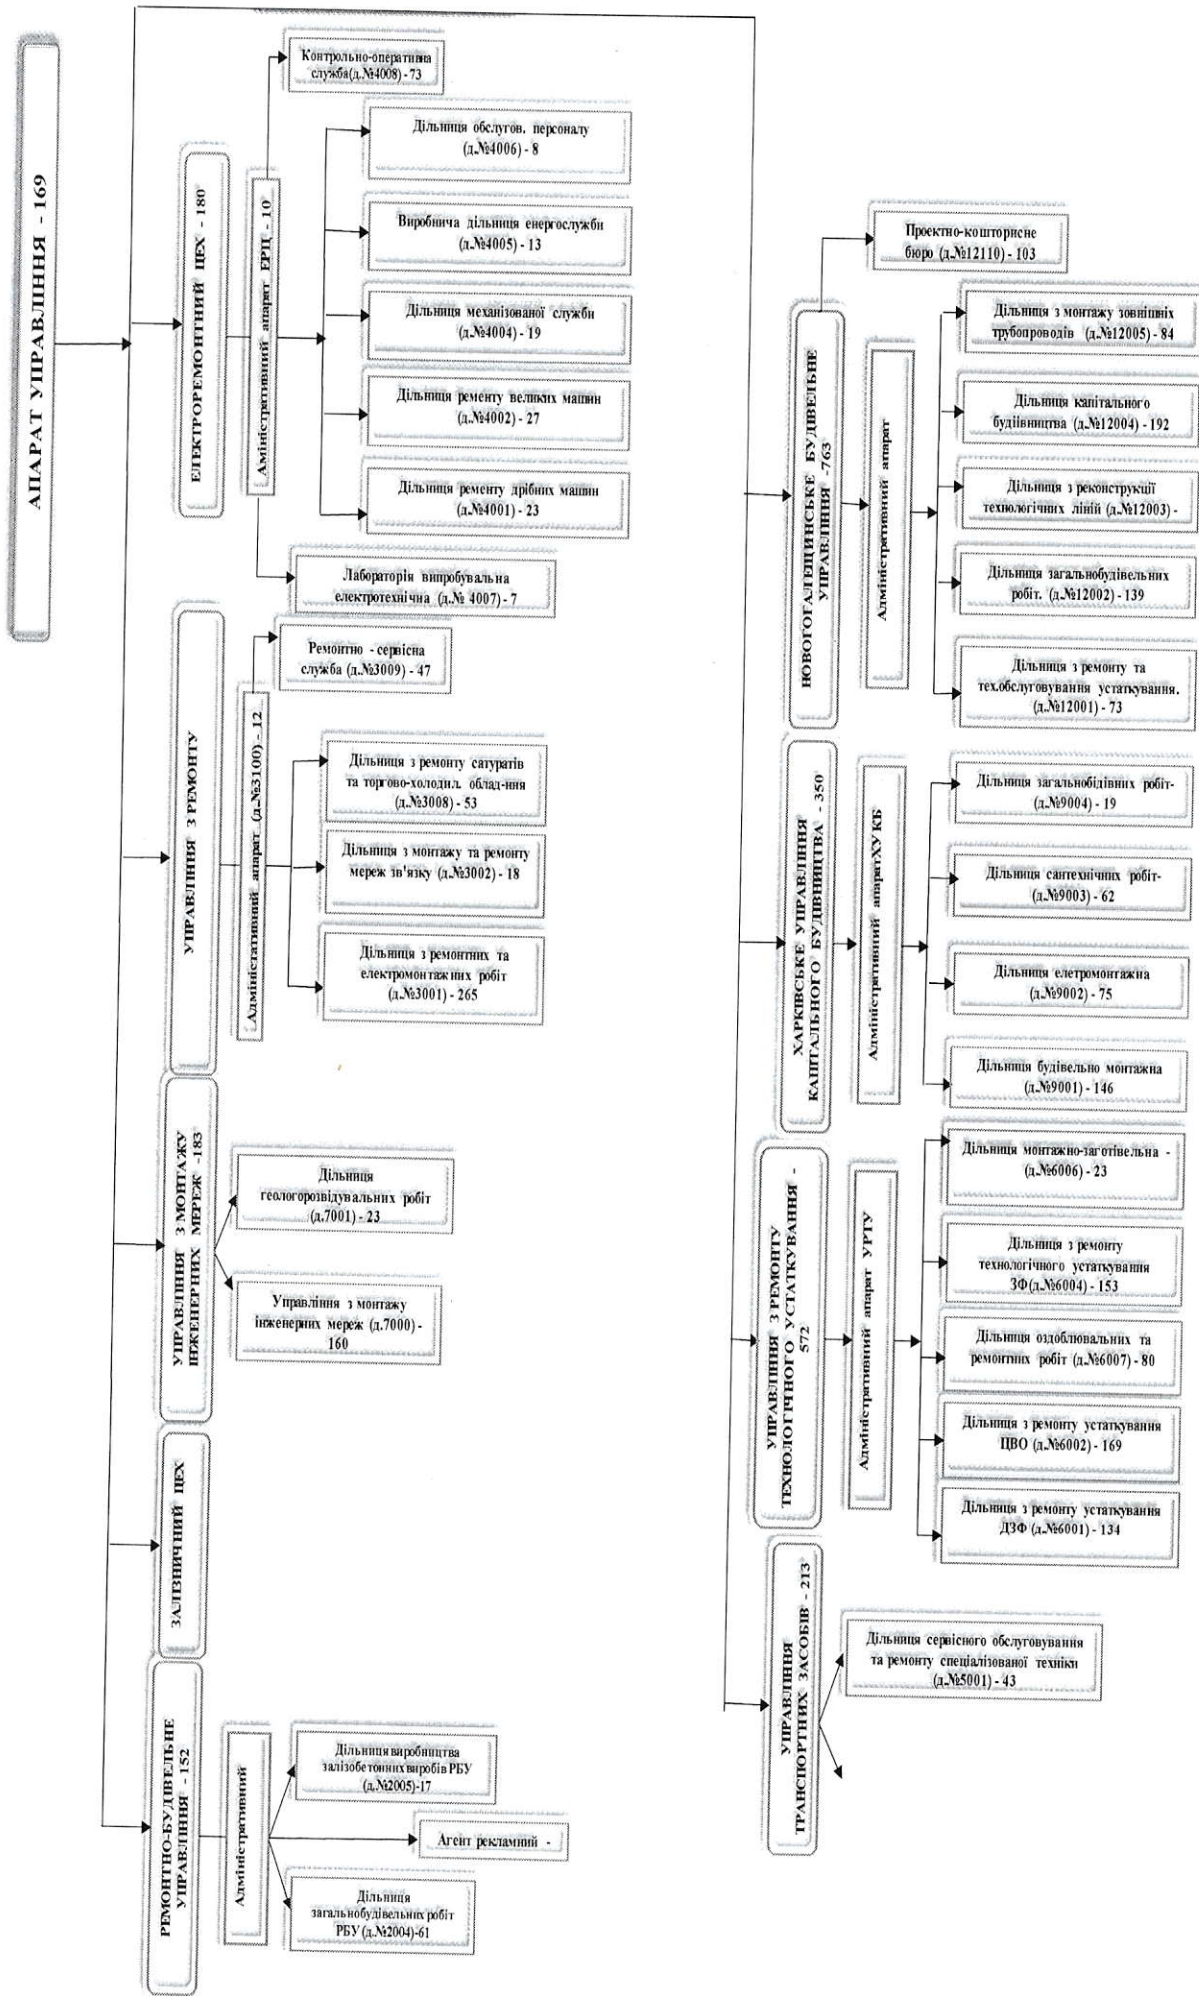 АПАРАТ УПРАВЛІННЯ - 169
РЕМОНТНО-БУДІВЕЛЬНЕ
УПРАВЛІННЯ - 152
Адміністративний
Дільниця
загальнобудівельних робіт
РБУ (д.№2004)-61
Агент рекламний -
Дільниця виробництва
залізобетонних виробів РБУ
(д.№2005)-17
ЗАЛІЗНИЧНИЙ ЦЕХ
УПРАВЛІННЯ З МОНТАЖУ
ІНЖЕНЕРНИХ МЕРЕЖ -183
Управління з монтажу
інженерних мереж (д.7000) -
160
Дільниця
геологорозвідувальних робіт
(д.7001) - 23
УПРАВЛІННЯ З РЕМОНТУ
Адміністативний апарат (д.№3100) - 12
Дільниця з ремонтних та
електромонтажних робіт
(д.№3001) - 265
Дільниця з монтажу та ремонту
мереж зв'язку (д.№3002) - 18
Дільниця з ремонту сатуратів
та торгово-холодил. облад-ння
(д.№3008) - 53
Ремонтно - сервісна
служба (д.№3009) - 47
ЕЛЕКТРОРЕМОНТНИЙ ЦЕХ - 180
Аміністративний апарат ЕРЦ - 10
Лабораторія випробувальна
електротехнічна (д.№ 4007) - 7
Дільниця ременту дрібних машин
(д.№4001) - 23
Дільниця ременту великих машин
(д.№4002) - 27
Дільниця механізованої служби
(д.№4004) - 19
Виробнича дільниця енергослужби
(д.№4005) - 13
Дільниця обслугов. персоналу
(д.№4006) - 8
Контрольно-оперативна
служба(д.№4008) - 73
УПРАВЛІННЯ
ТРАНСПОРТНИХ ЗАСОБІВ - 213
Дільниця сервісного обслуговування
та ремонту спеціалізованої техніки
(д.№5001) - 43
УПРАВЛІННЯ З РЕМОНТУ
ТЕХНОЛОГІЧНОГО УСТАТКУВАННЯ -
572
Адміністративний апарат УРТУ
Дільниця з ремонту устаткування
ДЗФ (д.№6001) - 134
Дільниця з ремонту устаткування
ЦВО (д.№6002) - 169
Дільниця оздоблювальних та
ремонтних робіт (д.№6007) - 80
Дільниця з ремонту
технологічного устаткування
ЗФ(д.№6004) - 153
Дільниця монтажно-заготівельна -
(д.№6006) - 23
ХАРКІВСЬКЕ УПРАВЛІННЯ
КАПІТАЛЬНОГО БУДІВНИЦТВА - 350
Адміністративний апаратХУКБ
Дільниця будівельно монтажна
(д.№9001) - 146
Дільниця елетромонтажна
(д.№9002) - 75
Дільниця сантехнічних робіт-
(д.№9003) - 62
Дільниця загальнобідівних робіт-
(д.№9004) - 19
НОВОГОГАЛЕЩИНСЬКЕ БУДІВЕЛЬНЕ
УПРАВЛІННЯ -763
Адміністративний апарат
Дільниця з ремонту та
тех.обслуговування устаткування.
(д.№12001) - 73
Дільниця загальнобудівельних
робіт. (д.№12002) - 139
Дільниця з реконструкції
технологічних ліній (д.№12003) -
Дільниця капітального
будіівництва (д.№12004) - 192
Дільниця з монтажу зовнішніх
трубопроводів (д.№12005) - 84
Проектно-кошторисне
бюро (д.№12110) - 103